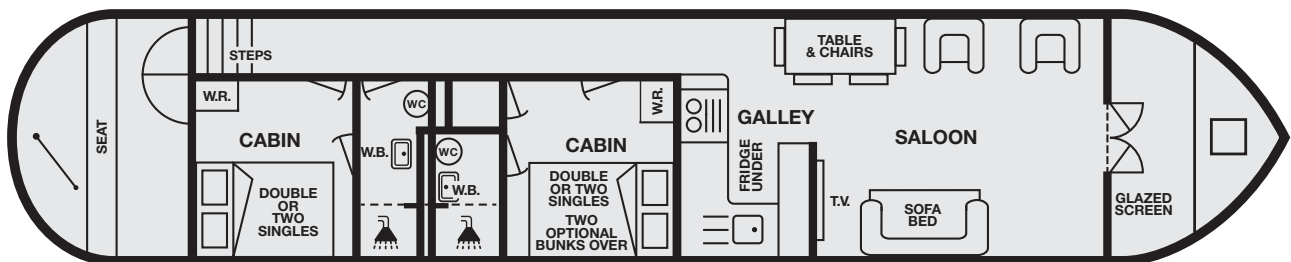 SEAT
STEPS
W.R.
CABIN
DOUBLE
OR
TWO
SINGLES
WC
W.B.
WC
W.B.
CABIN
W.R.
DOUBLE
OR TWO
SINGLES
TWO
OPTIONAL
BUNKS OVER
GALLEY
FRIDGE
UNDER
TABLE
& CHAIRS
SALOON
T.V.
SOFA
BED
GLAZED
SCREEN